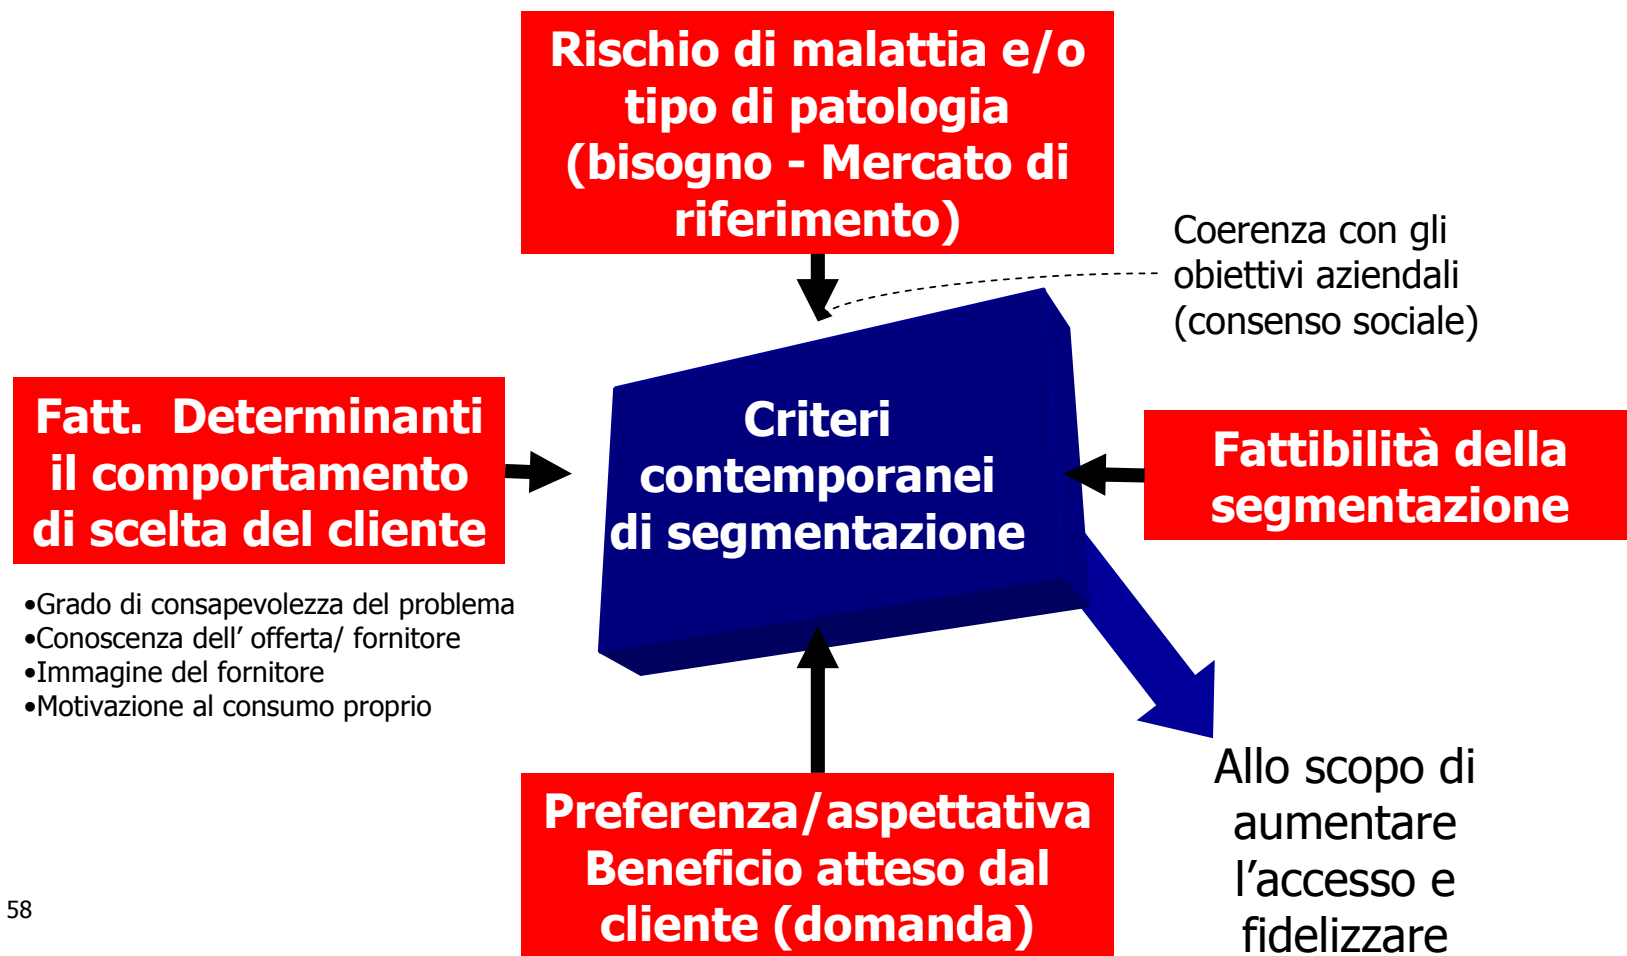 Rischio di malattia e/o
tipo di patologia
(bisogno - Mercato di
riferimento)
Coerenza con gli
obiettivi aziendali
(consenso sociale)
Fatt.  Determinanti
il comportamento
di scelta del cliente
Criteri
contemporanei
di segmentazione
Fattibilità della
segmentazione
•Grado di consapevolezza del problema
•Conoscenza dell’ offerta/ fornitore
•Immagine del fornitore
•Motivazione al consumo proprio
Preferenza/aspettativa
Beneficio atteso dal
cliente (domanda)
Allo scopo di
aumentare
l’accesso e
fidelizzare
58